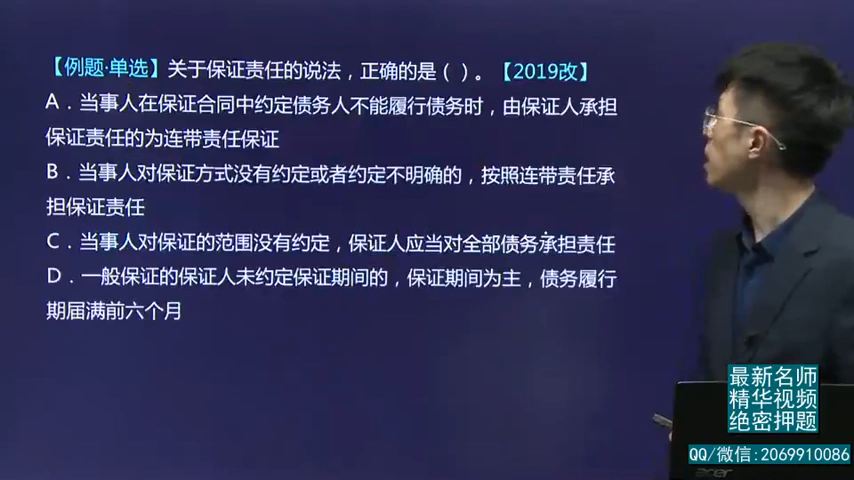 【例题·单选】关于保证责任的说法，正确的是（ ）。【2019改】
A．当事人在保证合同中约定债务人不能履行债务时，由保证人承担
保证责任的为连带责任保证
B．当事人对保证方式没有约定或者约定不明确的，按照连带责任承
担保证责任
C．当事人对保证的范围没有约定，保证人应当对全部债务承担责任
D．一般保证的保证人未约定保证期间的，保证期间为主，债务履行
期届满前六个月
最新名师
精华视频
绝密押题
QQ/微信:2069910086
acer